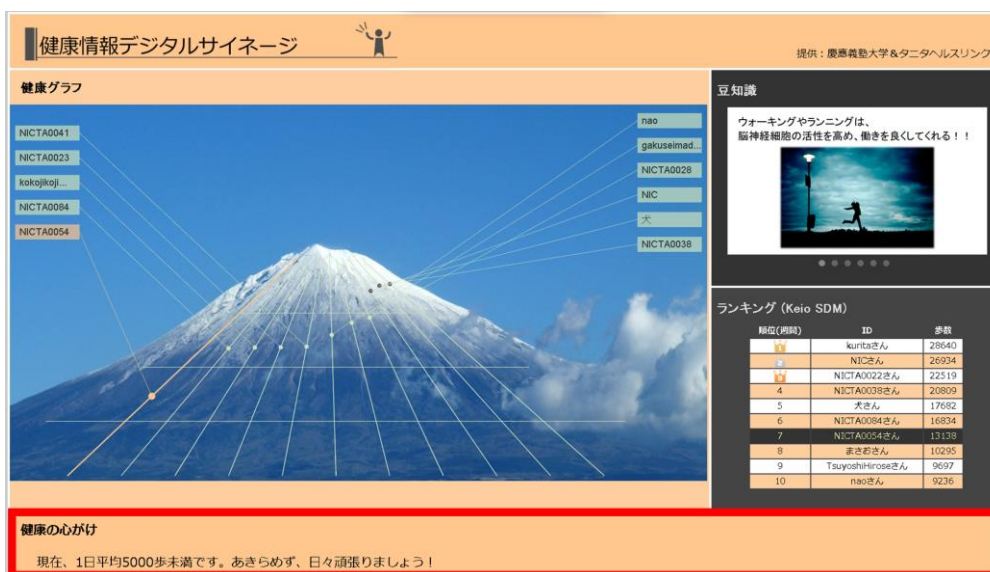 健康情報デジタルサイネージ
提供：慶應義塾大学＆タニタヘルスリンク
健康グラフ
NICTA0041
NICTA0023
kokojikoji...
NICTA0084
NICTA0054
nao
gakuseimad...
NICTA0028
NIC
犬
NICTA0038
豆知識
ウォーキングやランニングは、
脳神経細胞の活性を高め、働きを良くしてくれる！！
ランキング (Keio SDM)
順位(週間) ID 歩数
1 kuritaさん 28640
2 NICさん 26934
3 NICTA0022さん 22519
4 NICTA0038さん 20809
5 犬さん 17682
6 NICTA0084さん 16834
7 NICTA0054さん 13138
8 まさおさん 10295
9 TsuyoshiHiroseさん 9697
10 naoさん 9236
健康の心がけ
現在、1日平均5000歩未満です。あきらめず、日々頑張りましょう！